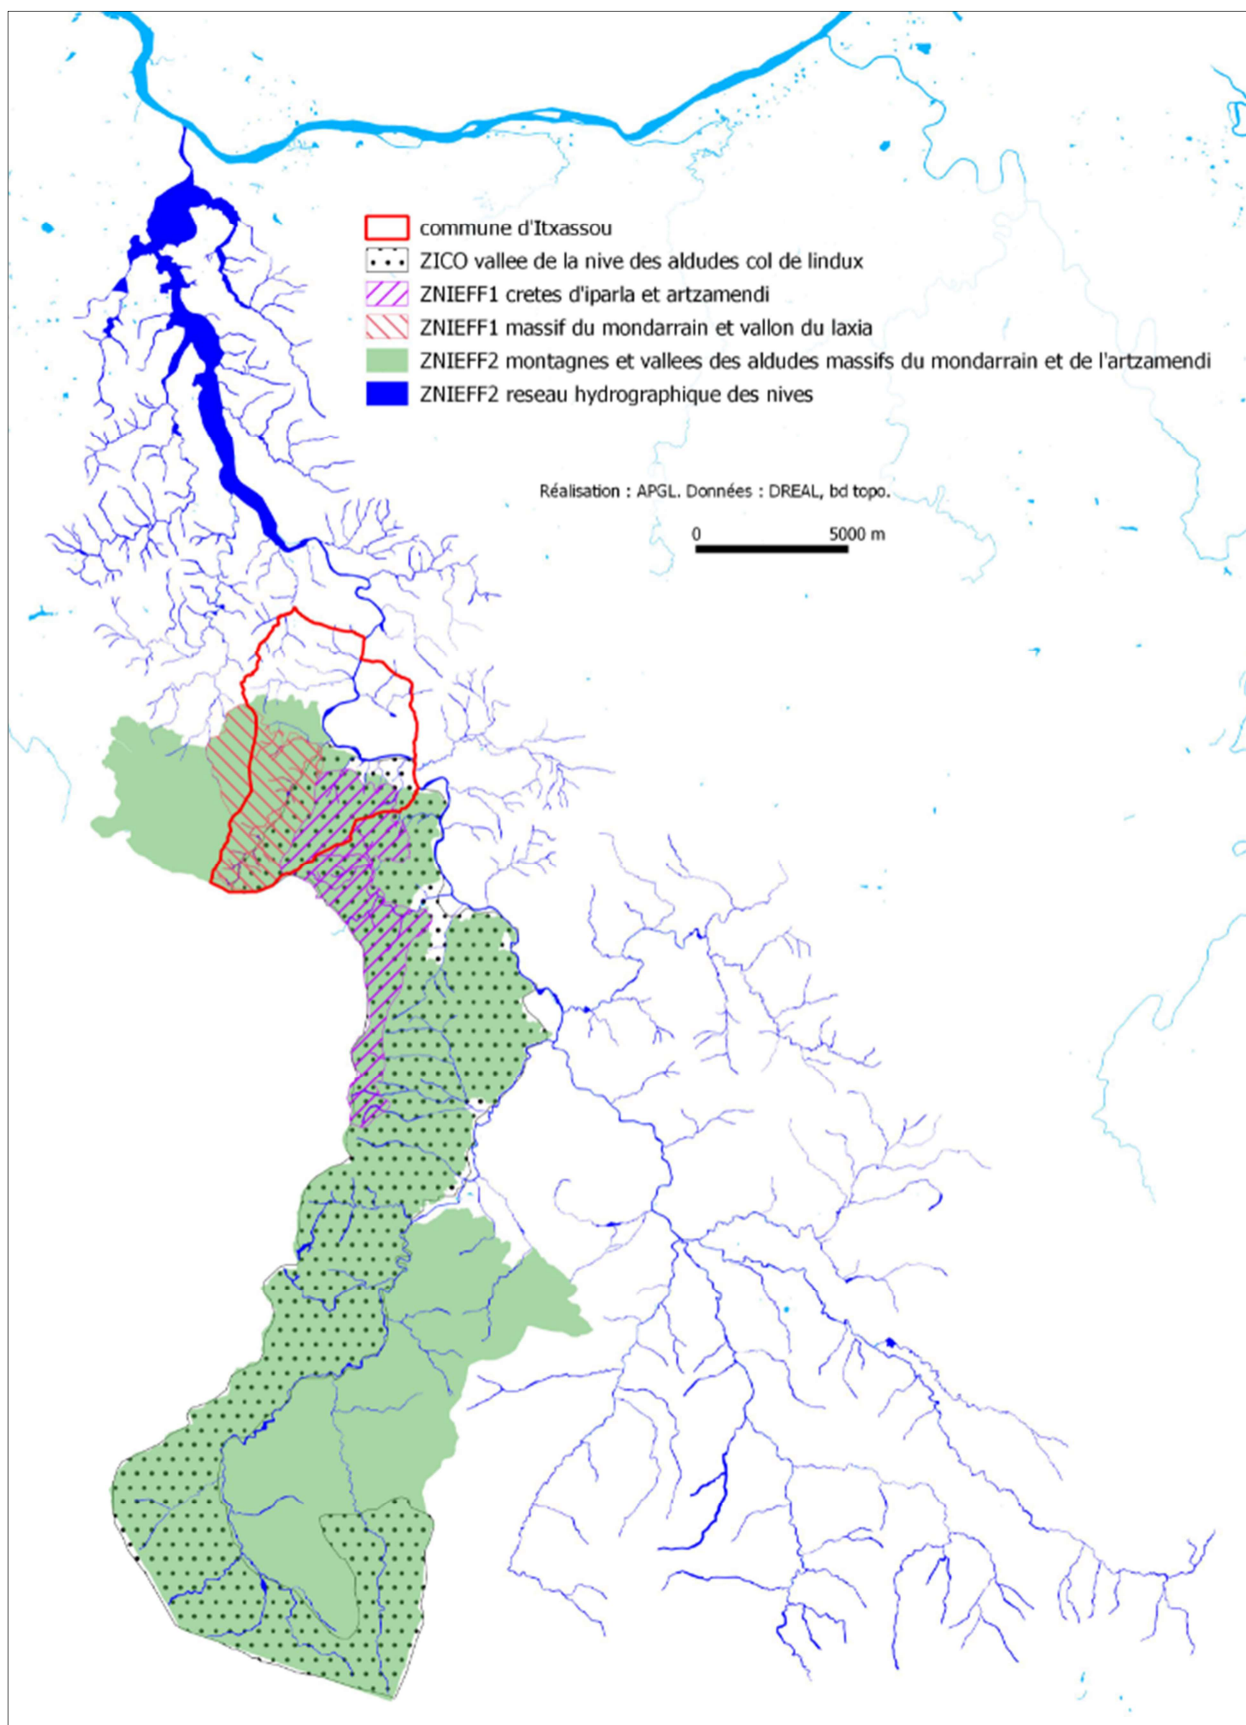 commune d'Itxassou
ZICO vallee de la nive des aldudes col de lindux
ZNIEFF1 cretes d'iparla et artzamendi
ZNIEFF1 massif du mondarrain et vallon du laxia
ZNIEFF2 montagnes et vallees des aldudes massifs du mondarrain et de l'artzamendi
ZNIEFF2 reseau hydrographique des nives
Réalisation : APGL. Données : DREAL, bd topo.
0 5000 m